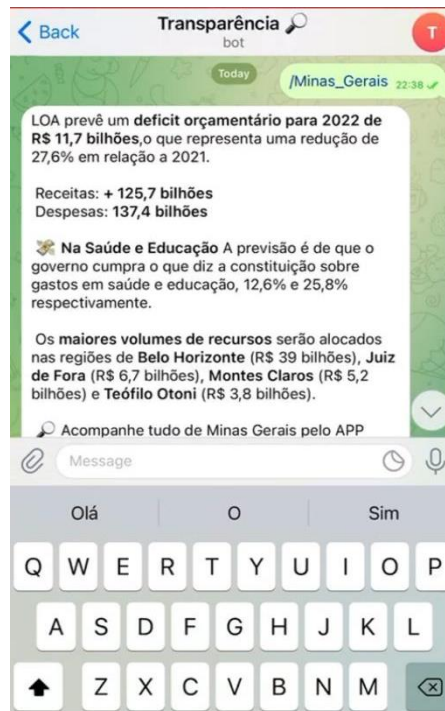 Back
Transparência
bot
T
Today
/Minas_Gerais 22:38
LOA prevê um deficit orçamentário para 2022 de
R$ 11,7 bilhões,o que representa uma redução de
27,6% em relação a 2021.
Receitas: + 125,7 bilhões
Despesas: 137,4 bilhões
Na Saúde e Educação A previsão é de que o
governo cumpra o que diz a constituição sobre
gastos em saúde e educação, 12,6% e 25,8%
respectivamente.
Os maiores volumes de recursos serão alocados
nas regiões de Belo Horizonte (R$ 39 bilhões), Juiz
de Fora (R$ 6,7 bilhões), Montes Claros (R$ 5,2
bilhões) e Teófilo Otoni (R$ 3,8 bilhões).
Acompanhe tudo de Minas Gerais pelo APP
Message
Olá O Sim
Q W E R T Y U I O P
A S D F G H J K L
Z X C V B N M